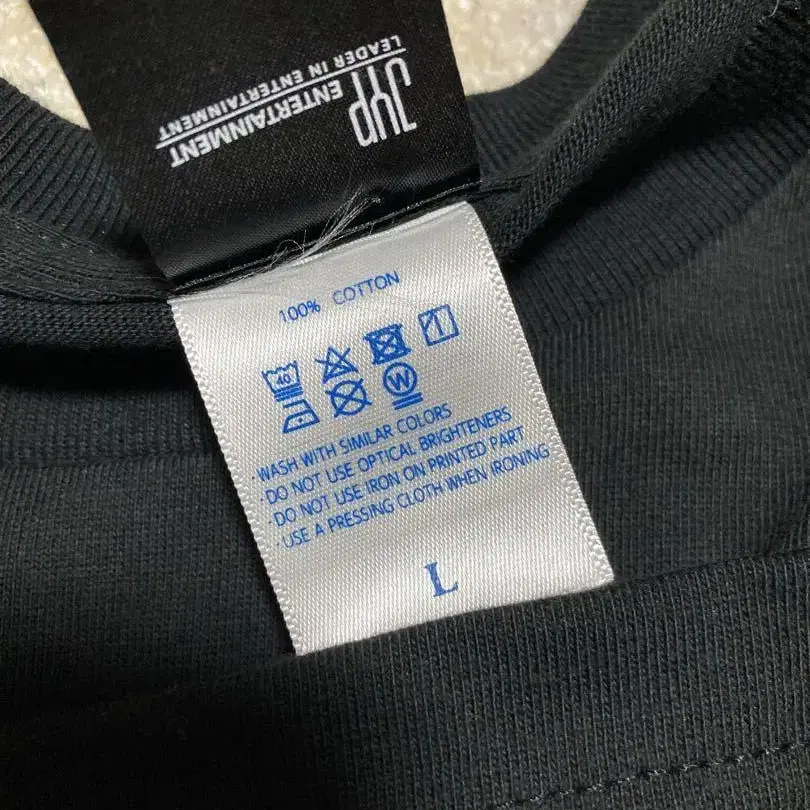 JYP
ENTERTAINMENT
LEADER IN ENTERTAINMENT
100% COTTON
40
W
- WASH WITH SIMILAR COLORS
- DO NOT USE OPTICAL BRIGHTENERS
- DO NOT USE IRON ON PRINTED PART
- USE A PRESSING CLOTH WHEN IRONING
L